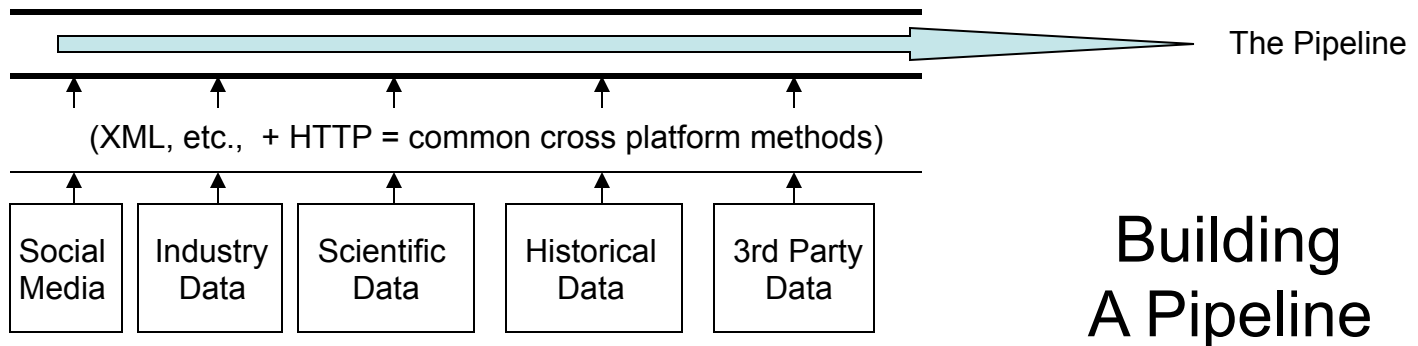 The Pipeline
(XML, etc., + HTTP = common cross platform methods)
Social
Media
Industry
Data
Scientific
Data
Historical
Data
3rd Party
Data
Building
A Pipeline